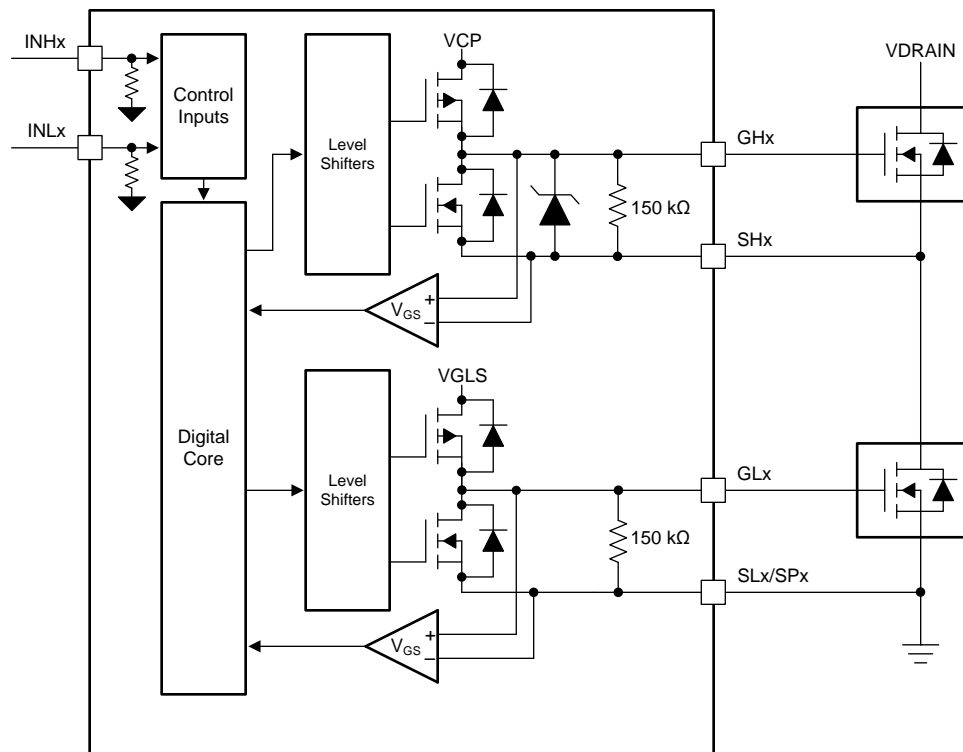 INHx
INLx
Control
Inputs
Level
Shifters
VCP
VDRAIN
GHx
150 kΩ
SHx
VGS
+
−
Digital
Core
Level
Shifters
VGLS
GLx
150 kΩ
SLx/SPx
VGS
+
−